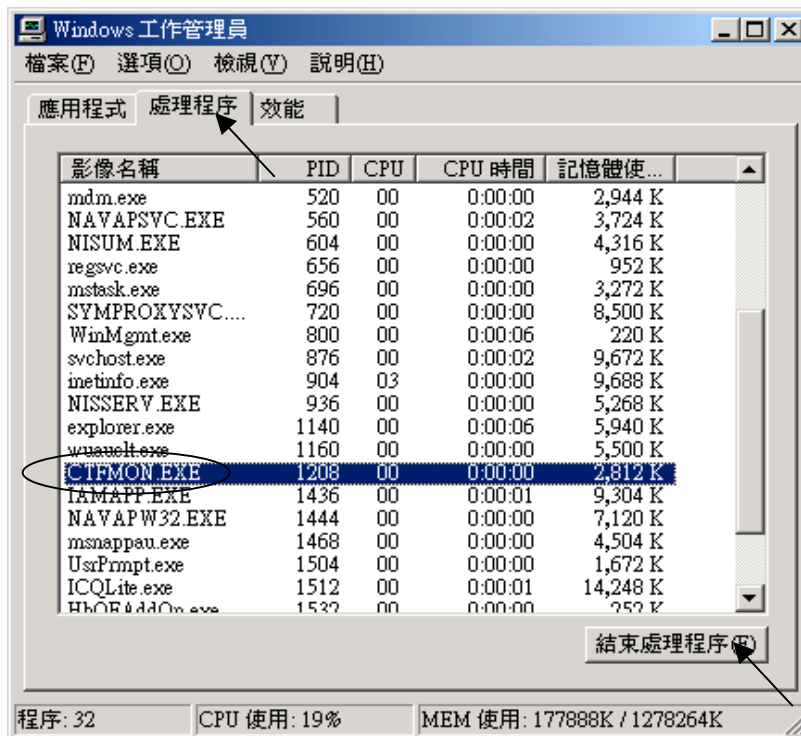 Windows 工作管理員
檔案(F) 選項(O) 檢視(V) 說明(H)
應用程式 處理程序 效能
影像名稱 PID CPU CPU 時間 記憶體使...
mdm.exe 520 00 0:00:00 2,944 K
NAVAPSVC.EXE 560 00 0:00:02 3,724 K
NISUM.EXE 604 00 0:00:00 4,316 K
regsvc.exe 656 00 0:00:00 952 K
mstask.exe 696 00 0:00:00 3,272 K
SYMPROXYSVC.... 720 00 0:00:00 8,500 K
WinMgmt.exe 800 00 0:00:06 220 K
svchost.exe 876 00 0:00:02 9,672 K
inetinfo.exe 904 03 0:00:00 9,688 K
NISSERV.EXE 936 00 0:00:00 5,268 K
explorer.exe 1140 00 0:00:06 5,940 K
wuauclt.exe 1160 00 0:00:00 5,500 K
CTFMON.EXE 1208 00 0:00:00 2,812 K
IAMAPP.EXE 1436 00 0:00:01 9,304 K
NAVAPW32.EXE 1444 00 0:00:00 7,120 K
msnappau.exe 1468 00 0:00:00 4,504 K
UsrPrmpt.exe 1504 00 0:00:00 1,672 K
ICQLite.exe 1512 00 0:00:01 14,248 K
HbOEAddOn.exe 1532 00 0:00:00 252 K
結束處理程序(E)
程序: 32 CPU 使用: 19% MEM 使用: 177888K / 1278264K